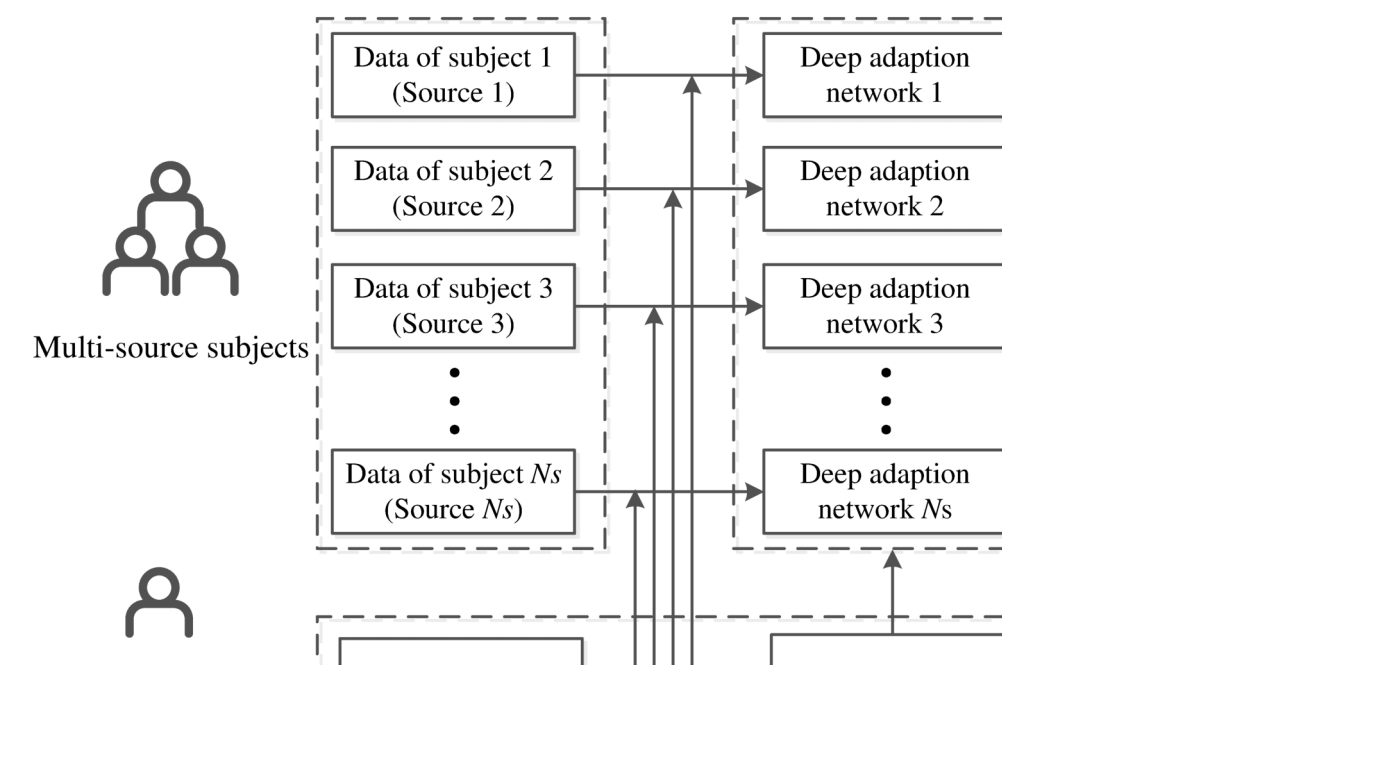 Data of subject 1
(Source 1)
Deep adaption
network 1
Data of subject 2
(Source 2)
Deep adaption
network 2
Data of subject 3
(Source 3)
Deep adaption
network 3
Multi-source subjects
Data of subject Ns
(Source Ns)
Deep adaption
network Ns